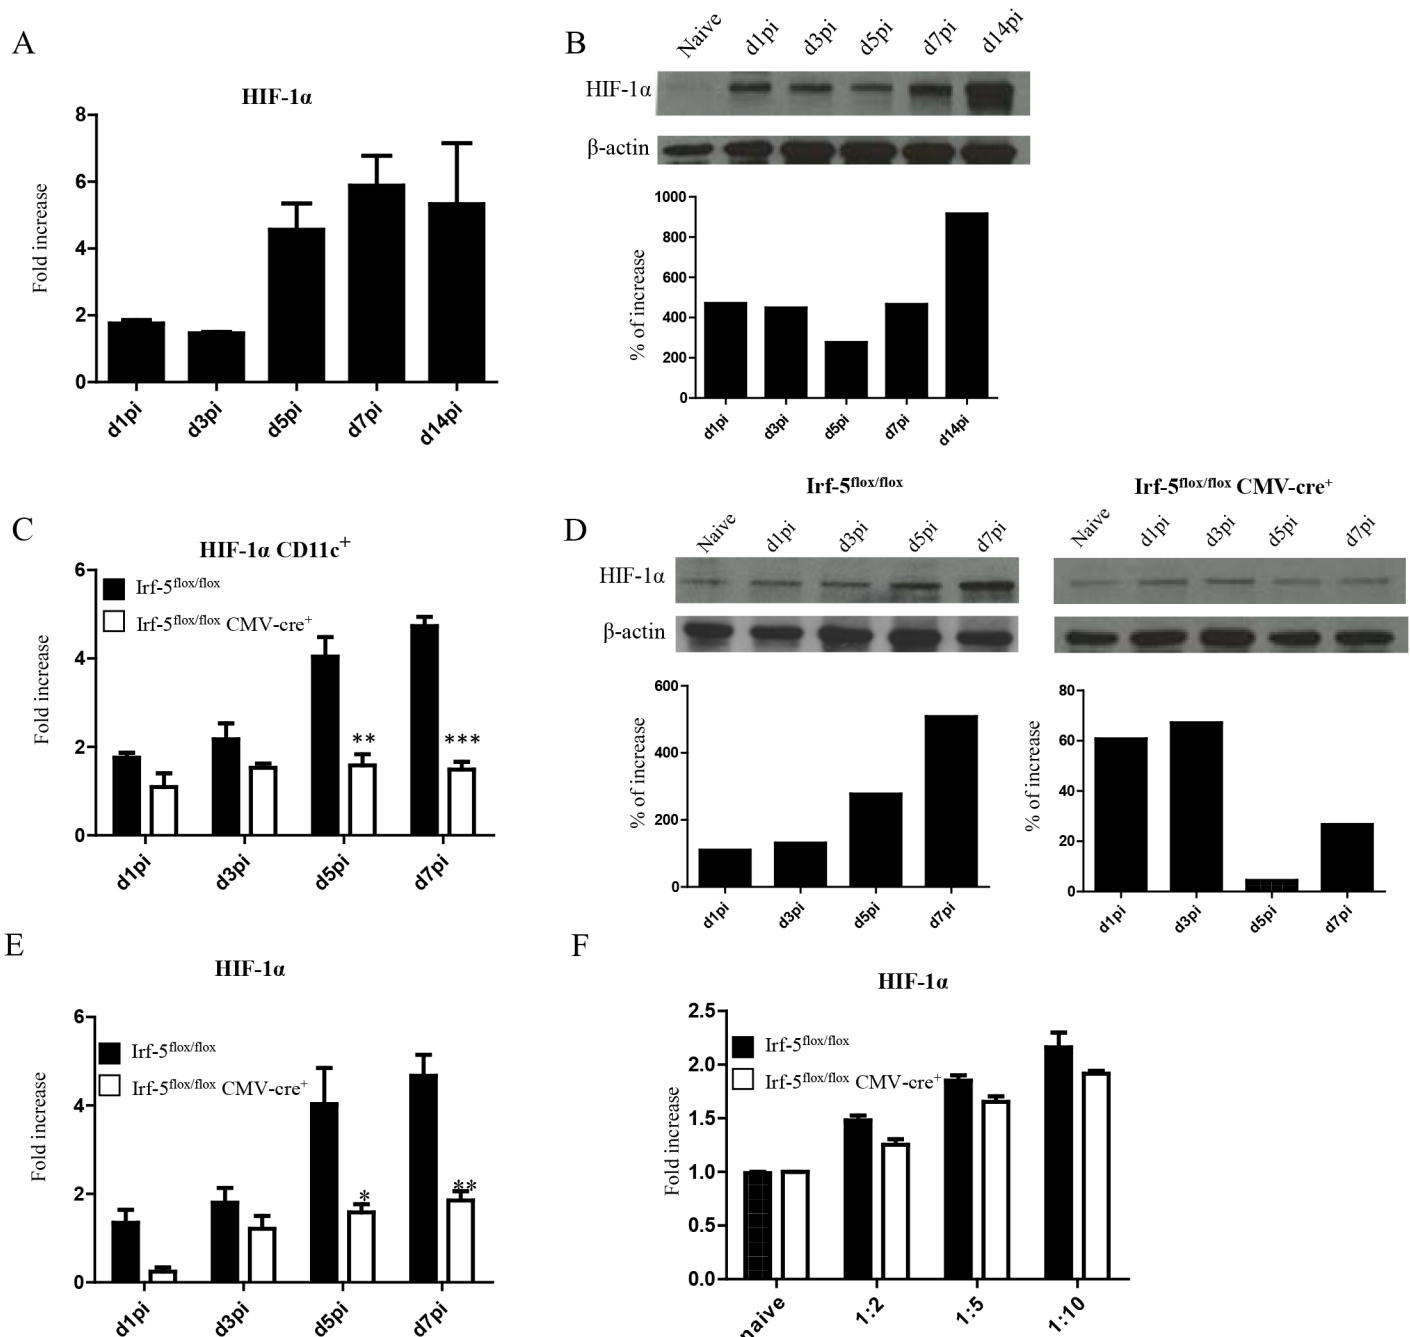 A
HIF-1α
Fold increase
8
6
4
2
0
d1pi
d3pi
d5pi
d7pi
d14pi
B
Naive
d1pi
d3pi
d5pi
d7pi
d14pi
HIF-1α
β-actin
% of increase
1000
800
600
400
200
0
d1pi
d3pi
d5pi
d7pi
d14pi
C
HIF-1α CD11c+
Irf-5flox/flox
Irf-5flox/flox CMV-cre+
Fold increase
6
4
2
0
**
***
d1pi
d3pi
d5pi
d7pi
D
Irf-5flox/flox
Naive
d1pi
d3pi
d5pi
d7pi
HIF-1α
β-actin
% of increase
600
400
200
0
d1pi
d3pi
d5pi
d7pi
Irf-5flox/flox CMV-cre+
Naive
d1pi
d3pi
d5pi
d7pi
% of increase
80
60
40
20
0
d1pi
d3pi
d5pi
d7pi
E
HIF-1α
Irf-5flox/flox
Irf-5flox/flox CMV-cre+
Fold increase
6
4
2
0
*
**
d1pi
d3pi
d5pi
d7pi
F
HIF-1α
Irf-5flox/flox
Irf-5flox/flox CMV-cre+
Fold increase
2.5
2.0
1.5
1.0
0.5
0.0
naive
1:2
1:5
1:10